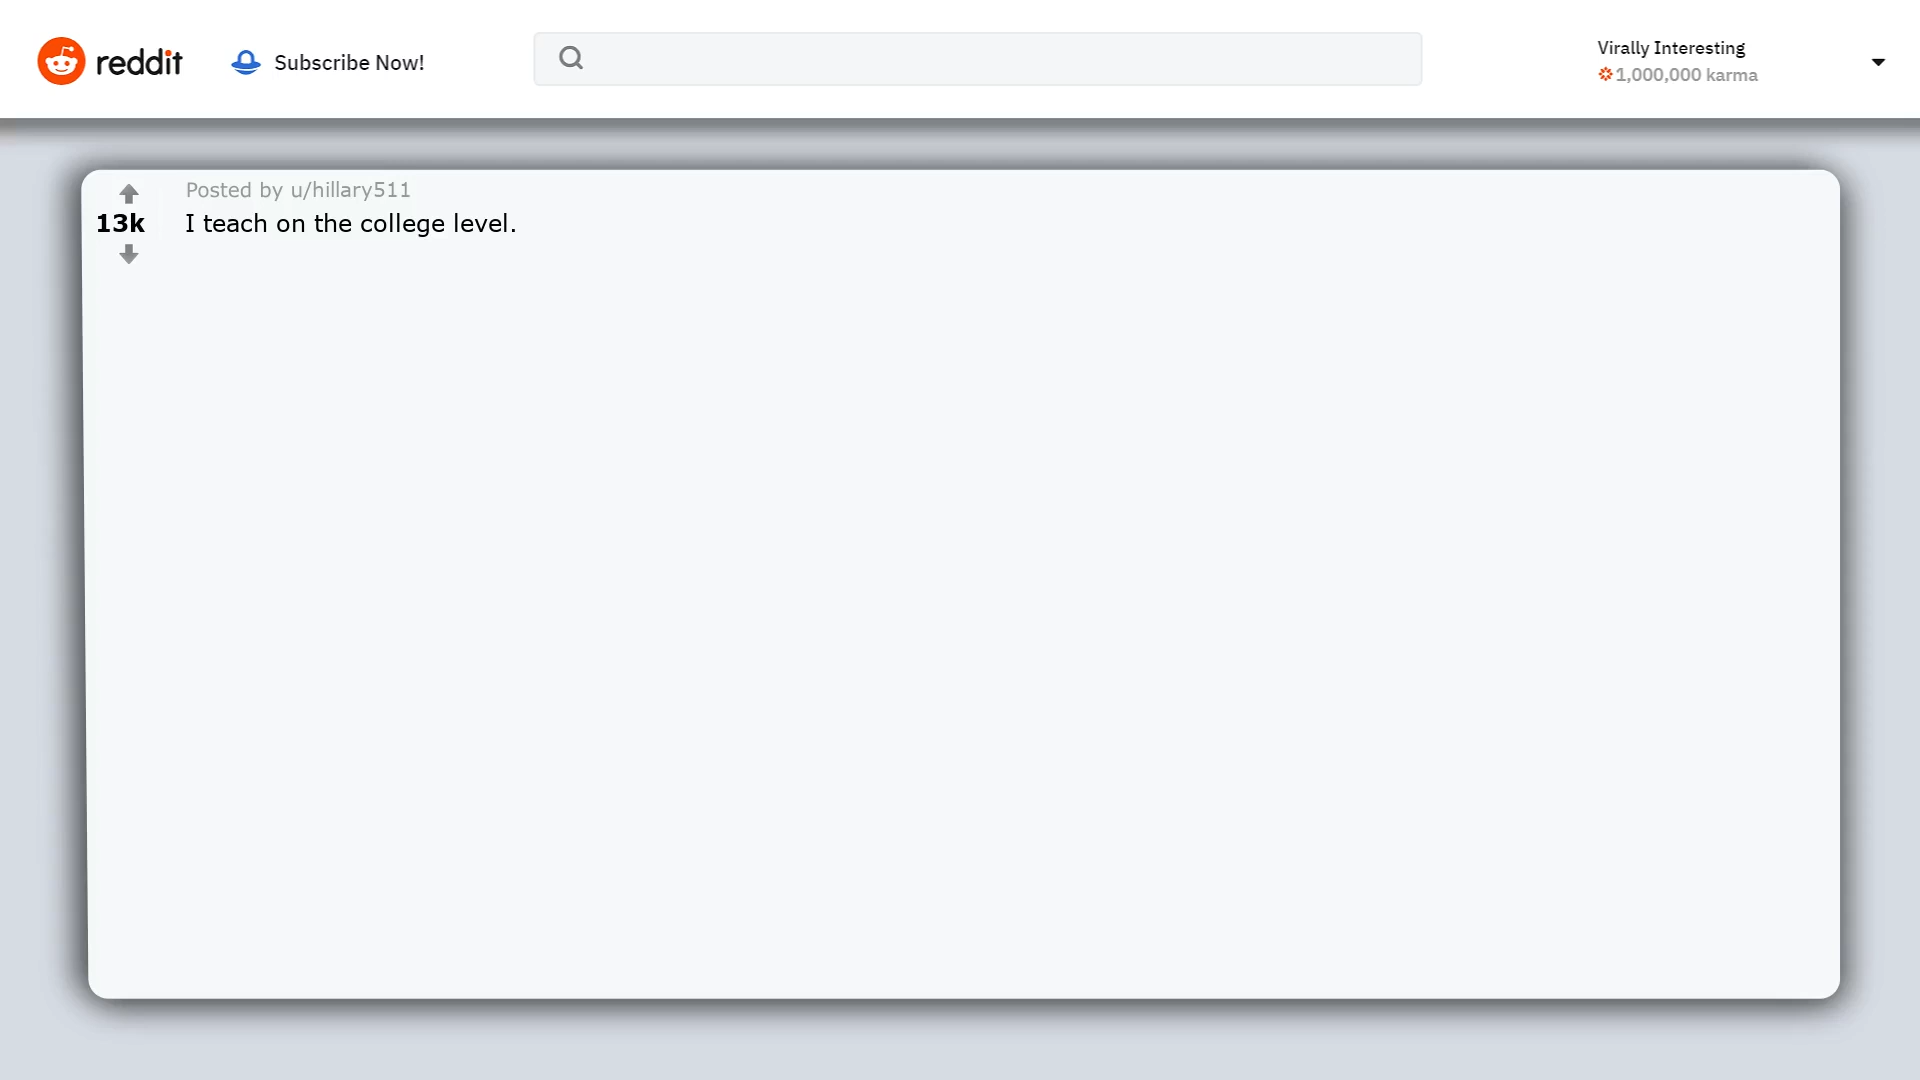 reddit
Subscribe Now!
Virally Interesting
1,000,000 karma
Posted by u/hillary511
13k
I teach on the college level.